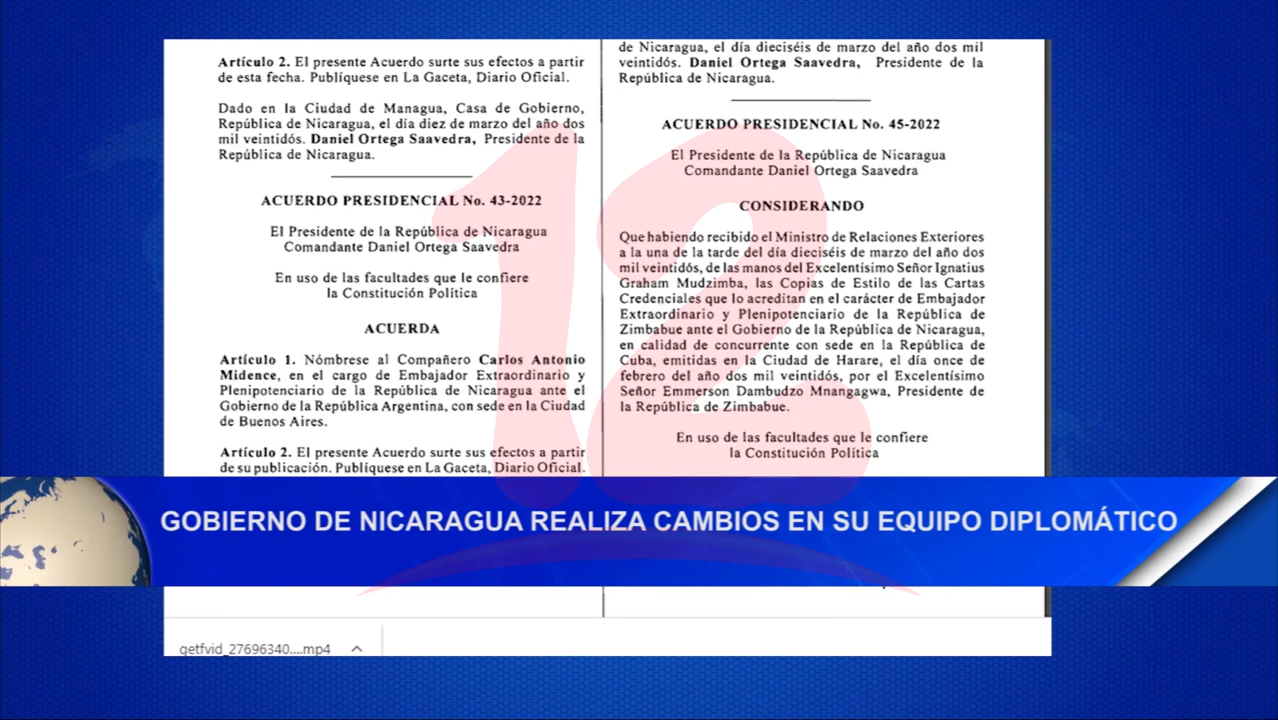 Artículo 2. El presente Acuerdo surte sus efectos a partir
de esta fecha. Publíquese en La Gaceta, Diario Oficial.
Dado en la Ciudad de Managua, Casa de Gobierno,
República de Nicaragua, el día diez de marzo del año dos
mil veintidós. Daniel Ortega Saavedra, Presidente de la
República de Nicaragua.
ACUERDO PRESIDENCIAL No. 43-2022
El Presidente de la República de Nicaragua
Comandante Daniel Ortega Saavedra
En uso de las facultades que le confiere
la Constitución Política
ACUERDA
Artículo 1. Nómbrese al Compañero Carlos Antonio
Midence, en el cargo de Embajador Extraordinario y
Plenipotenciario de la República de Nicaragua ante el
Gobierno de la República Argentina, con sede en la Ciudad
de Buenos Aires.
Artículo 2. El presente Acuerdo surte sus efectos a partir
de su publicación. Publíquese en La Gaceta, Diario Oficial.
de Nicaragua, el día dieciséis de marzo del año dos mil
veintidós. Daniel Ortega Saavedra, Presidente de la
República de Nicaragua.
ACUERDO PRESIDENCIAL No. 45-2022
El Presidente de la República de Nicaragua
Comandante Daniel Ortega Saavedra
CONSIDERANDO
Que habiendo recibido el Ministro de Relaciones Exteriores
a la una de la tarde del día dieciséis de marzo del año dos
mil veintidós, de las manos del Excelentísimo Señor Ignatius
Graham Mudzimba, las Copias de Estilo de las Cartas
Credenciales que lo acreditan en el carácter de Embajador
Extraordinario y Plenipotenciario de la República de
Zimbabue ante el Gobierno de la República de Nicaragua,
en calidad de concurrente con sede en la República de
Cuba, emitidas en la Ciudad de Harare, el día once de
febrero del año dos mil veintidós, por el Excelentísimo
Señor Emmerson Dambudzo Mnangagwa, Presidente de
la República de Zimbabue.
En uso de las facultades que le confiere
la Constitución Política
12
GOBIERNO DE NICARAGUA REALIZA CAMBIOS EN SU EQUIPO DIPLOMÁTICO
getfvid_27696340....mp4